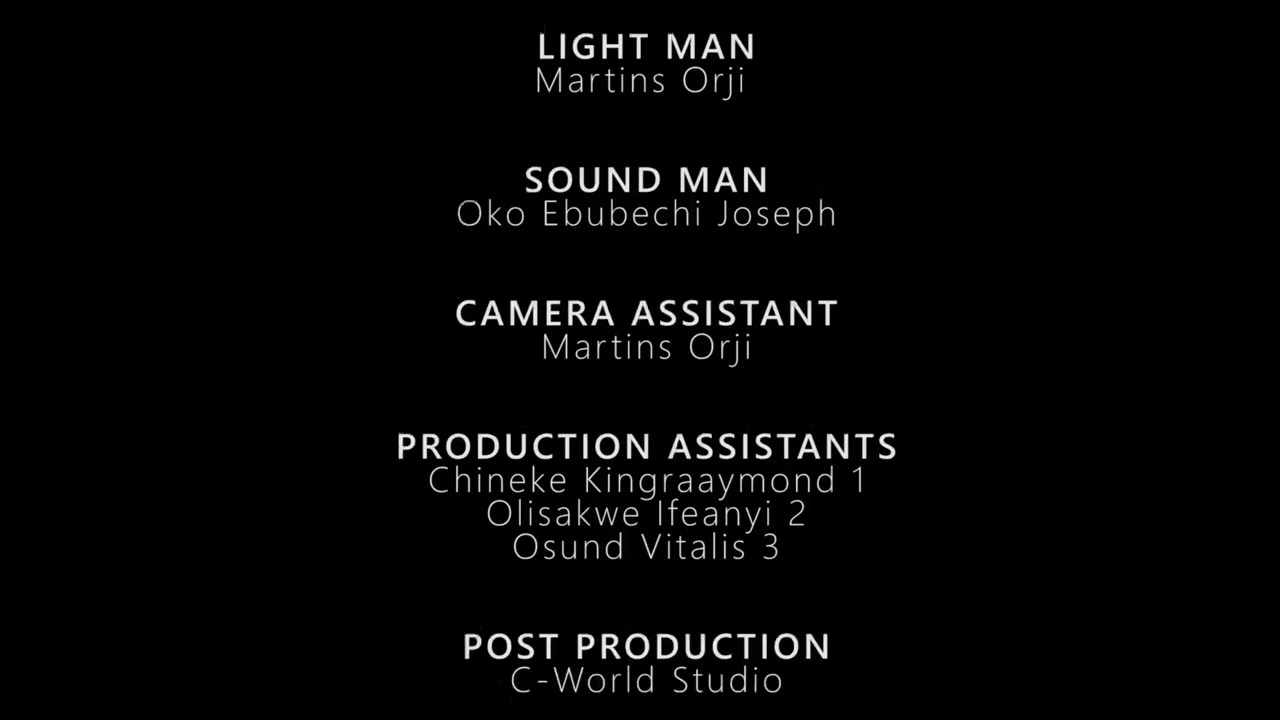 LIGHT MAN
Martins Orji
SOUND MAN
Oko Ebubechi Joseph
CAMERA ASSISTANT
Martins Orji
PRODUCTION ASSISTANTS
Chineke Kingraaymond 1
Olisakwe Ifeanyi 2
Osund Vitalis 3
POST PRODUCTION
C-World Studio